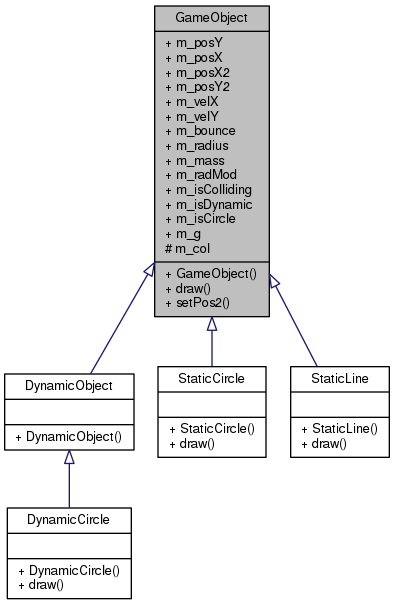 GameObject
+ m_posY
+ m_posX
+ m_posX2
+ m_posY2
+ m_velX
+ m_velY
+ m_bounce
+ m_radius
+ m_mass
+ m_radMod
+ m_isColliding
+ m_isDynamic
+ m_isCircle
+ m_g
# m_col
+ GameObject()
+ draw()
+ setPos2()
DynamicObject
+ DynamicObject()
StaticCircle
+ StaticCircle()
+ draw()
StaticLine
+ StaticLine()
+ draw()
DynamicCircle
+ DynamicCircle()
+ draw()